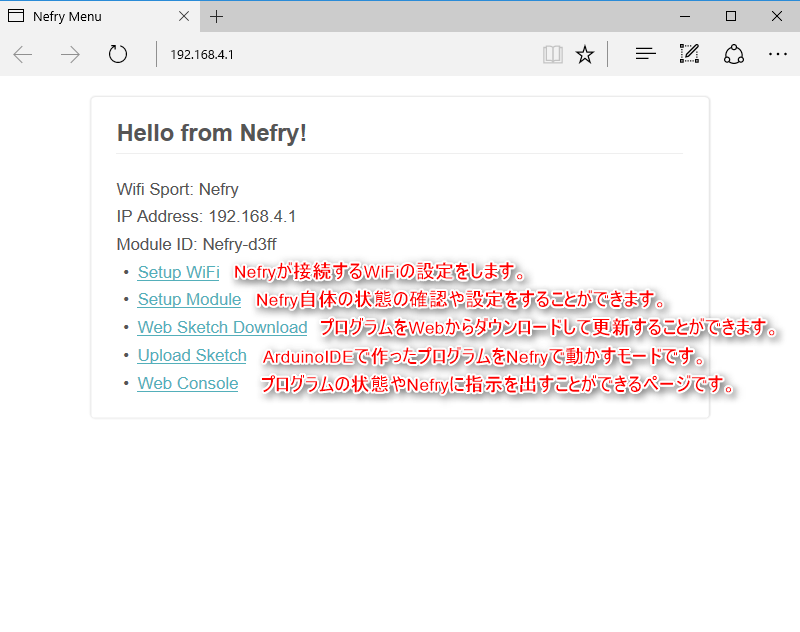 Nefry Menu
192.168.4.1
Hello from Nefry!
Wifi Sport: Nefry
IP Address: 192.168.4.1
Module ID: Nefry-d3ff
• Setup WiFi Nefryが接続するWiFiの設定をします。
• Setup Module Nefry自体の状態の確認や設定をすることができます。
• Web Sketch Download プログラムをWebからダウンロードして更新することができます。
• Upload Sketch ArduinoIDEで作ったプログラムをNefryで動かすモードです。
• Web Console プログラムの状態やNefryに指示を出すことができるページです。